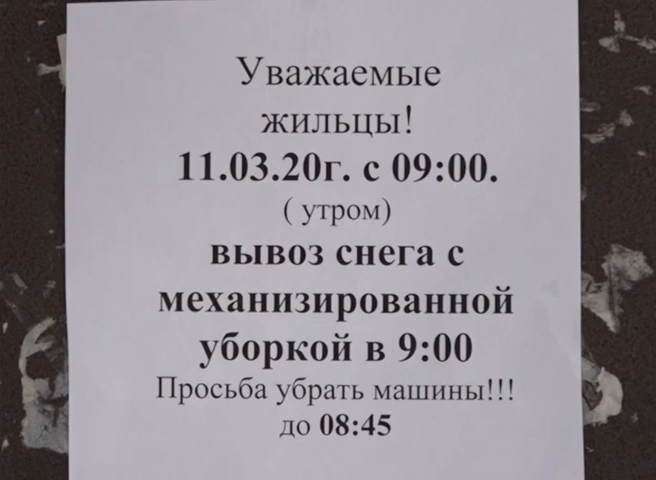 Уважаемые
жильцы!
11.03.20г. с 09:00.
( утром)
вывоз снега с
механизированной
уборкой в 9:00
Просьба убрать машины!!!
до 08:45